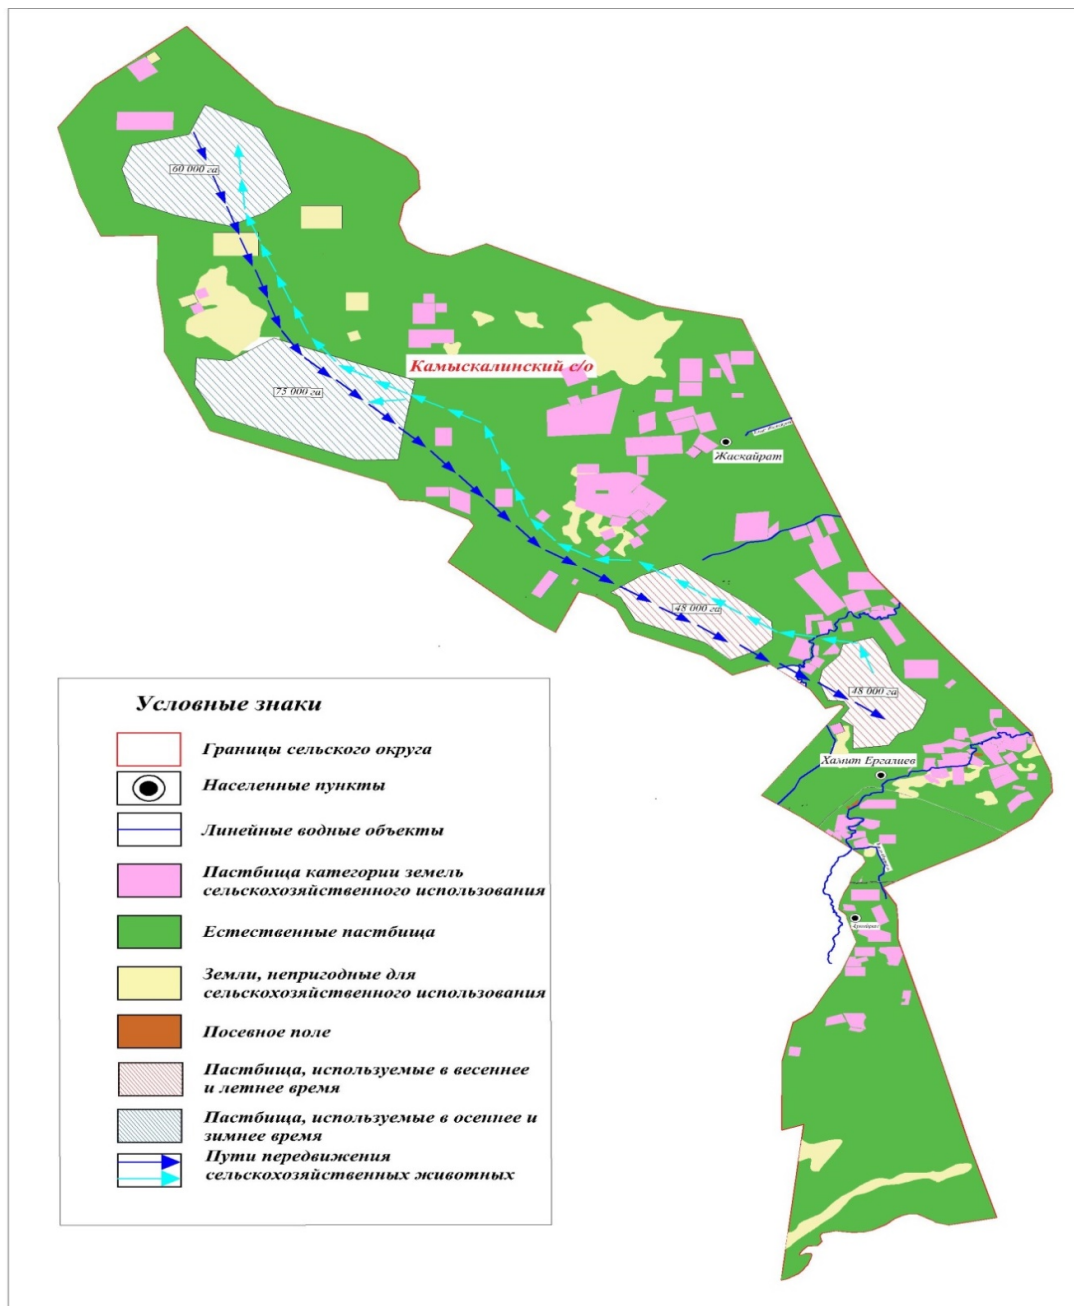 60 000 га
Камыскалинский с/о
75 000 га
Жаскайрат
48 000 га
48 000 га
Хамит Ергалиев
Условные знаки
Границы сельского округа
Населенные пункты
Линейные водные объекты
Пастбища категории земель
сельскохозяйственного использования
Естественные пастбища
Земли, непригодные для
сельскохозяйственного использования
Посевное поле
Пастбища, используемые в весеннее
и летнее время
Пастбища, используемые в осеннее и
зимнее время
Пути передвижения
сельскохозяйственных животных